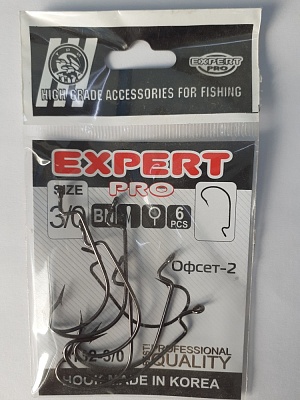 EXPERT
PRO
HIGH GRADE ACCESSORIES FOR FISHING
EXPERT
PRO
SIZE
3/0
6
PCS
Офсет-2
PROFESSIONAL
QUALITY
HOOK MADE IN KOREA